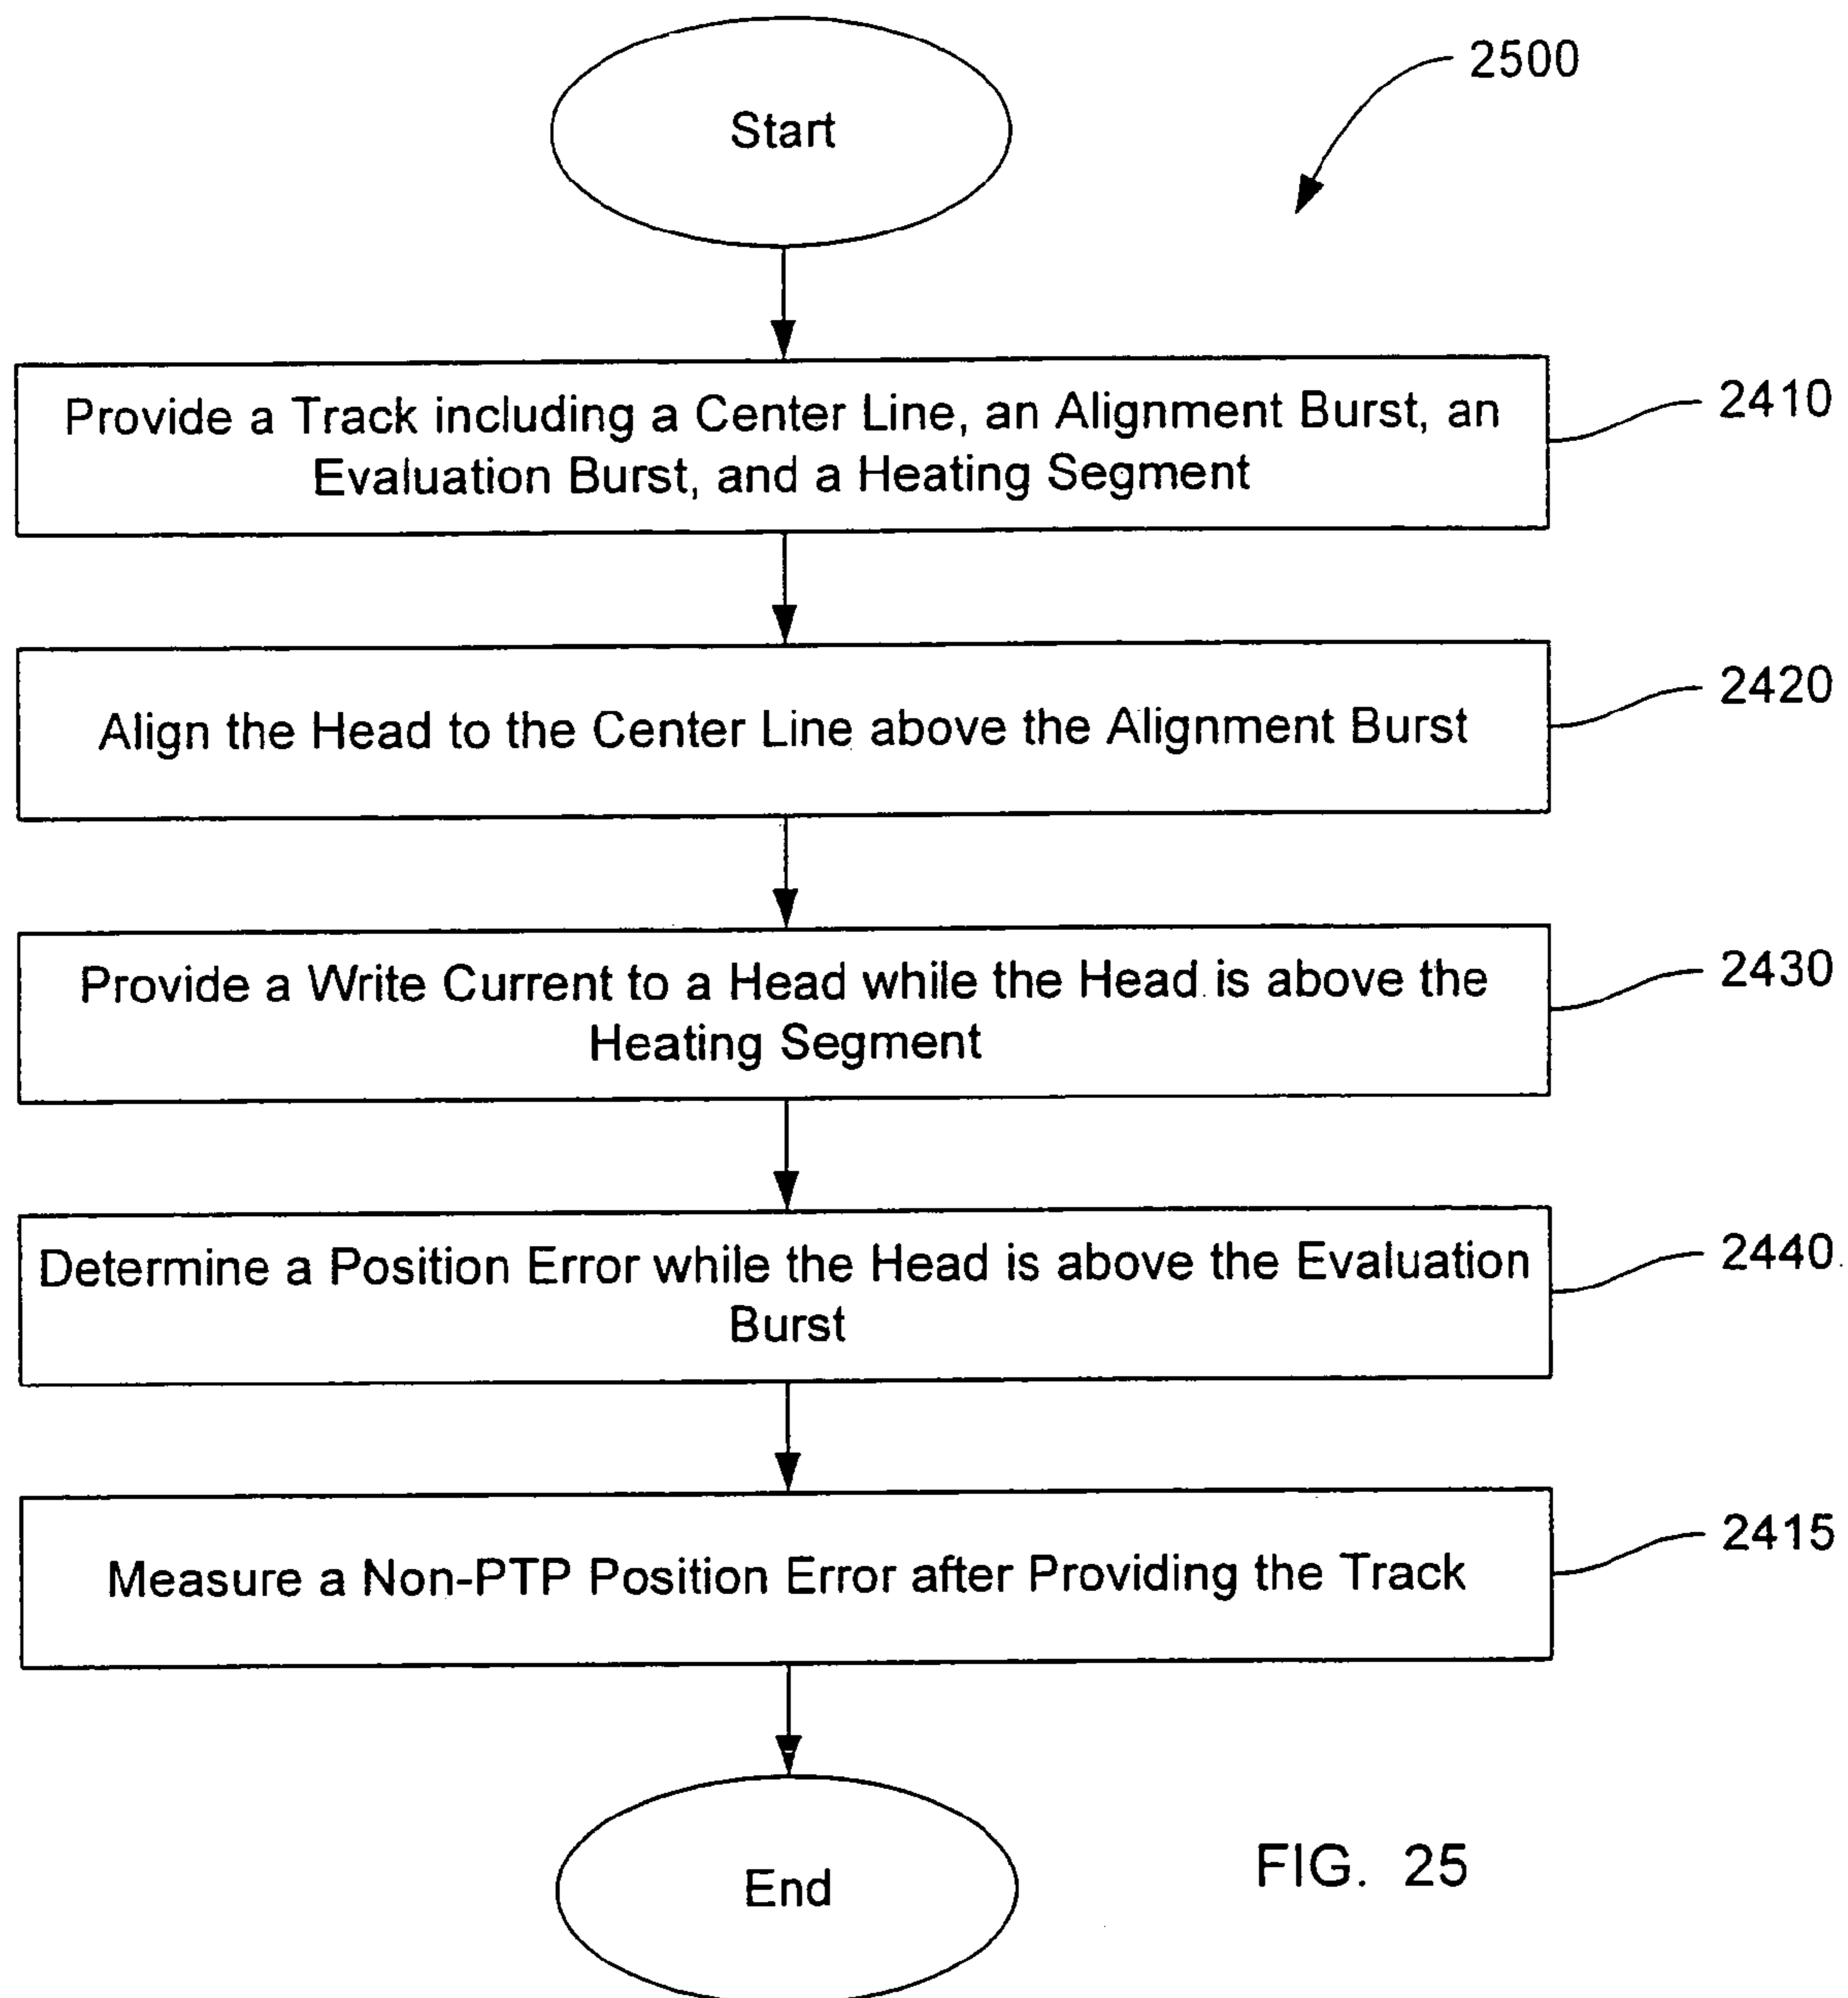 2500
Start
Provide a Track including a Center Line, an Alignment Burst, an
Evaluation Burst, and a Heating Segment
2410
Align the Head to the Center Line above the Alignment Burst
2420
Provide a Write Current to a Head while the Head is above the
Heating Segment
2430
Determine a Position Error while the Head is above the Evaluation
Burst
2440
Measure a Non-PTP Position Error after Providing the Track
2415
End
FIG. 25